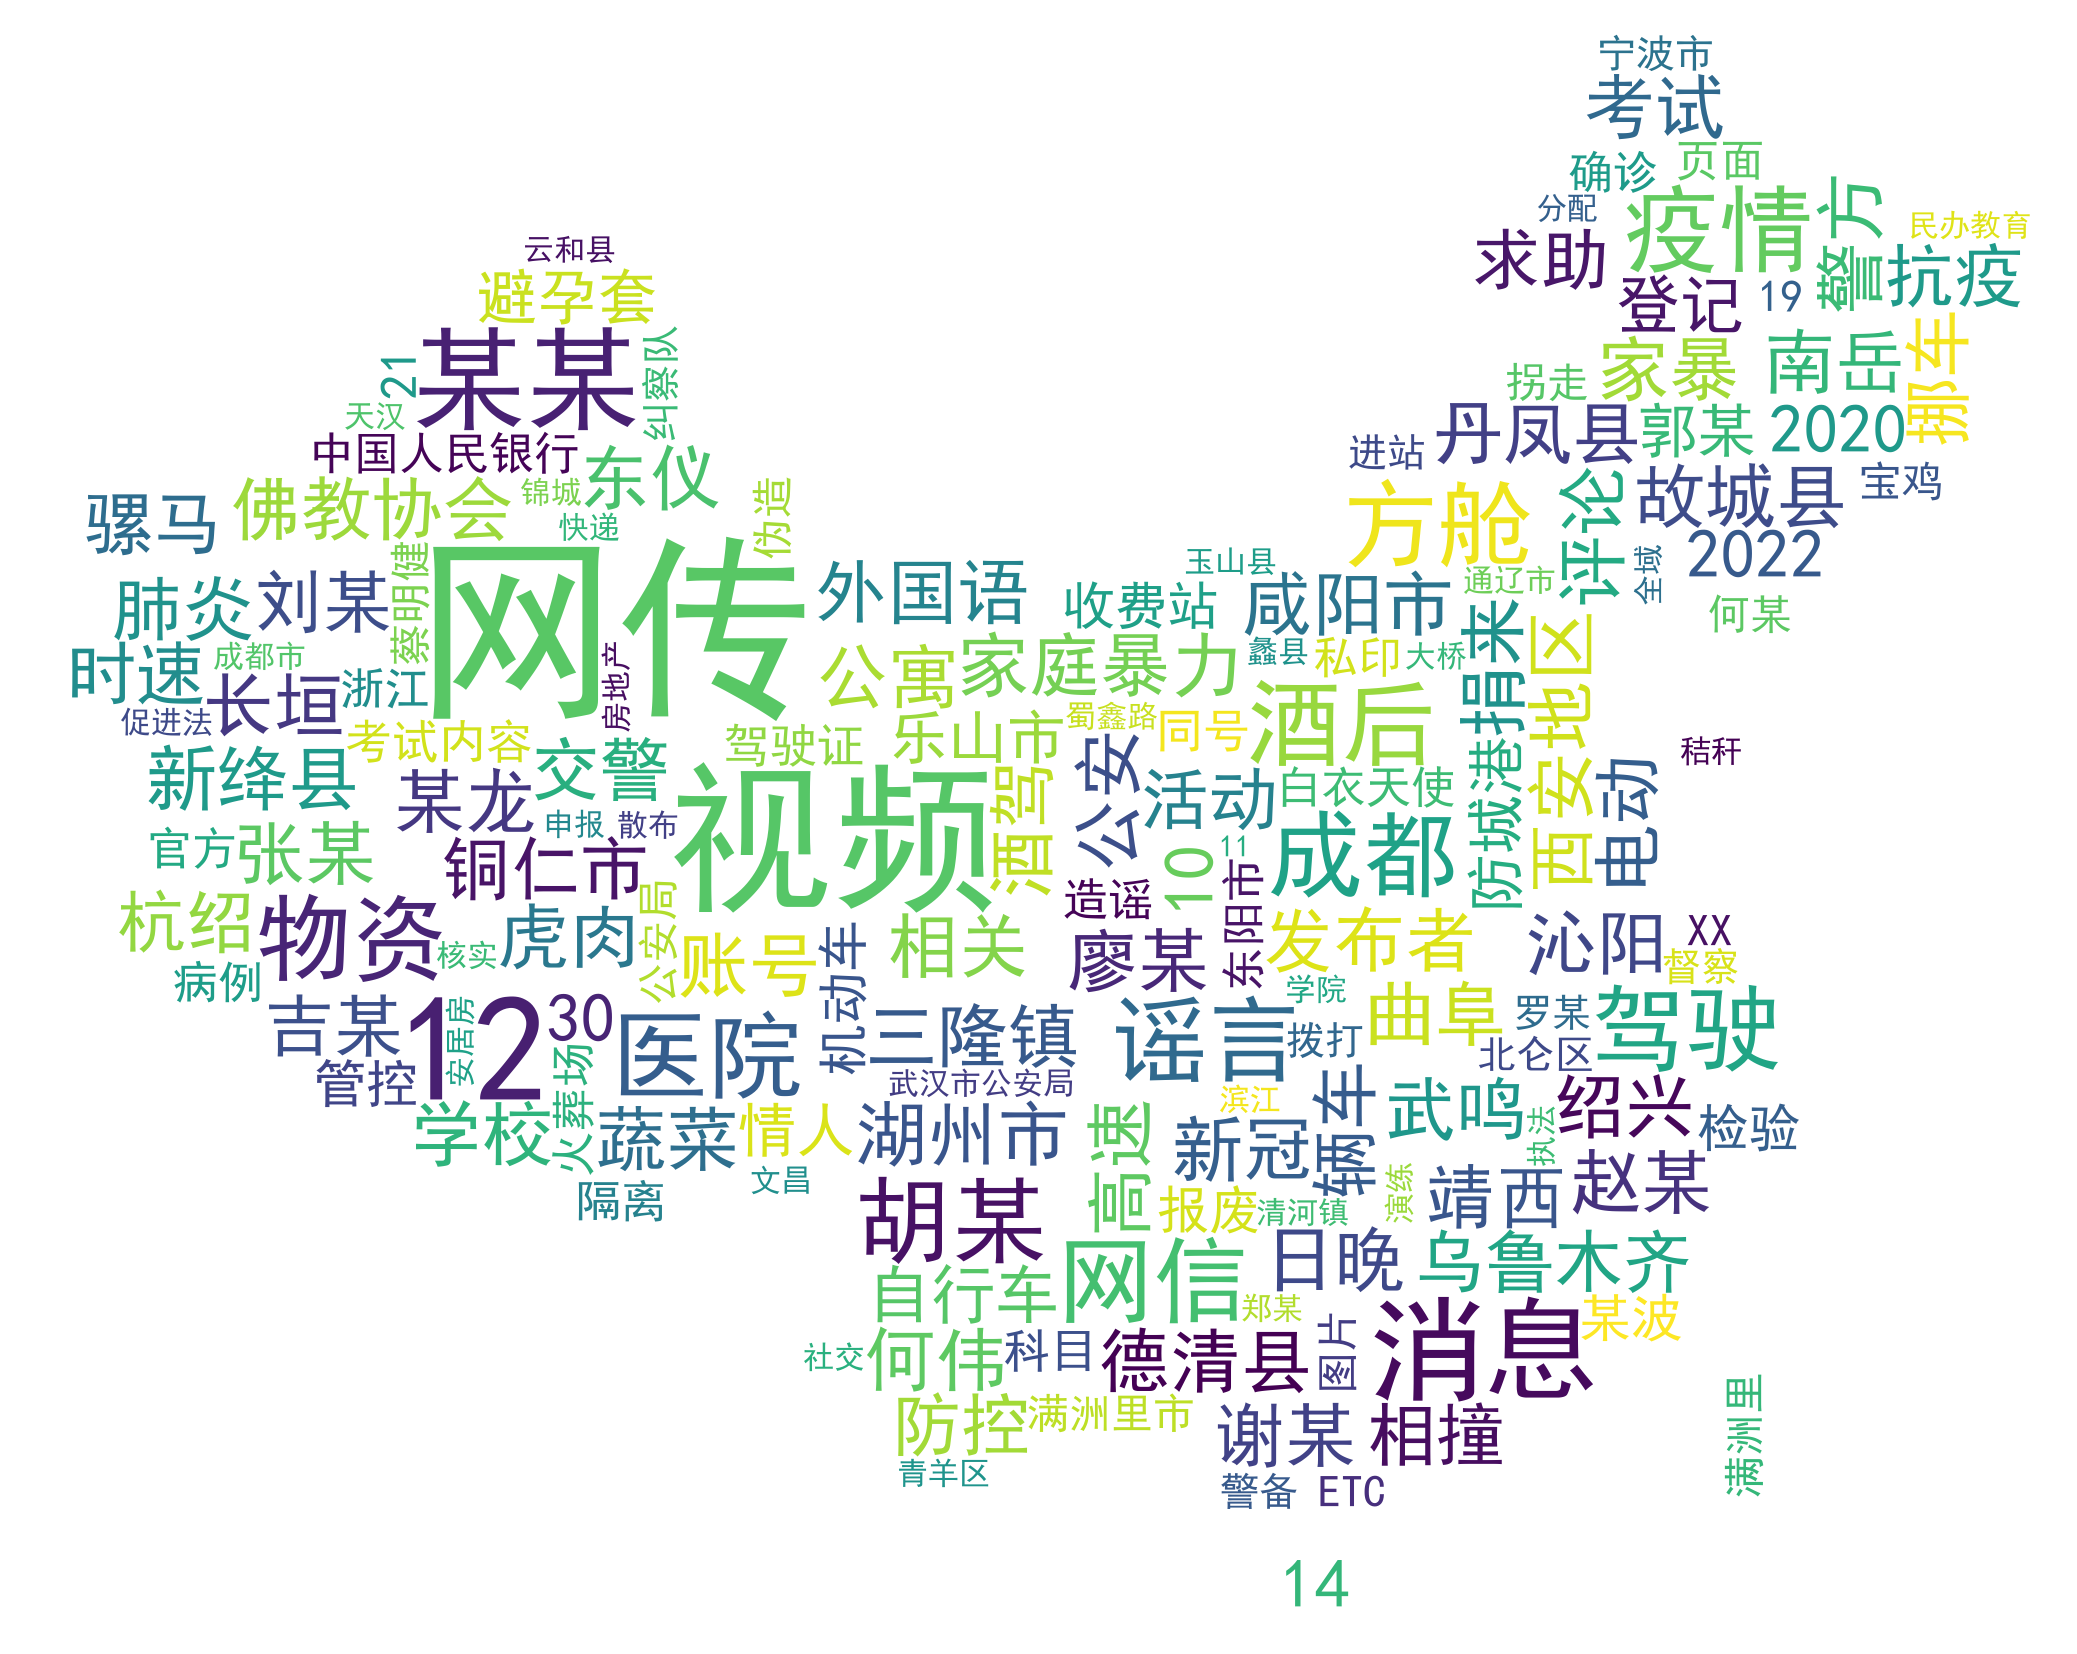 宁波市
考试
确诊
页面
分配
疫情
警方
民办教育
求助
登记
19
抗疫
云和县
避孕套
某某
21
纠察队
天汉
拐走
家暴
南岳
挪车
中国人民银行
东仪
进站
丹凤县
郭某
2020
骡马
佛教协会
锦城
快递
伪造
方舱
评论
故城县
宝鸡
肺炎
刘某
蔡明健
网传
外国语
收费站
玉山县
咸阳市
通辽市
全域
2022
何某
时速
成都市
浙江
长垣
房地产
公寓
家庭暴力
蠡县
私印
大桥
捐来
西安地区
促进法
考试内容
驾驶证
乐山市
蜀鑫路
同号
酒后
新绛县
某龙
交警
视频
酒驾
公安
活动
白衣天使
防城港
电动
秸秆
官方
张某
申报
散布
铜仁市
造谣
10
11
东阳市
成都
杭绍
物资
核实
虎肉
公安局
账号
机动车
相关
廖某
发布者
沁阳
XX
督察
病例
吉某
12
30
安居房
医院
三隆镇
谣言
学院
拨打
曲阜
罗某
北仑区
驾驶
管控
火葬场
武汉市公安局
滨江
学校
蔬菜
情人
湖州市
高速
新冠
辆车
武鸣
执法
绍兴
检验
隔离
文昌
胡某
报废
清河镇
演练
靖西
赵某
自行车
网信
郑某
日晚
乌鲁木齐
社交
何伟
科目
德清县
图片
消息
某波
防控
满洲里市
谢某
相撞
满洲里
青羊区
警备
ETC
14